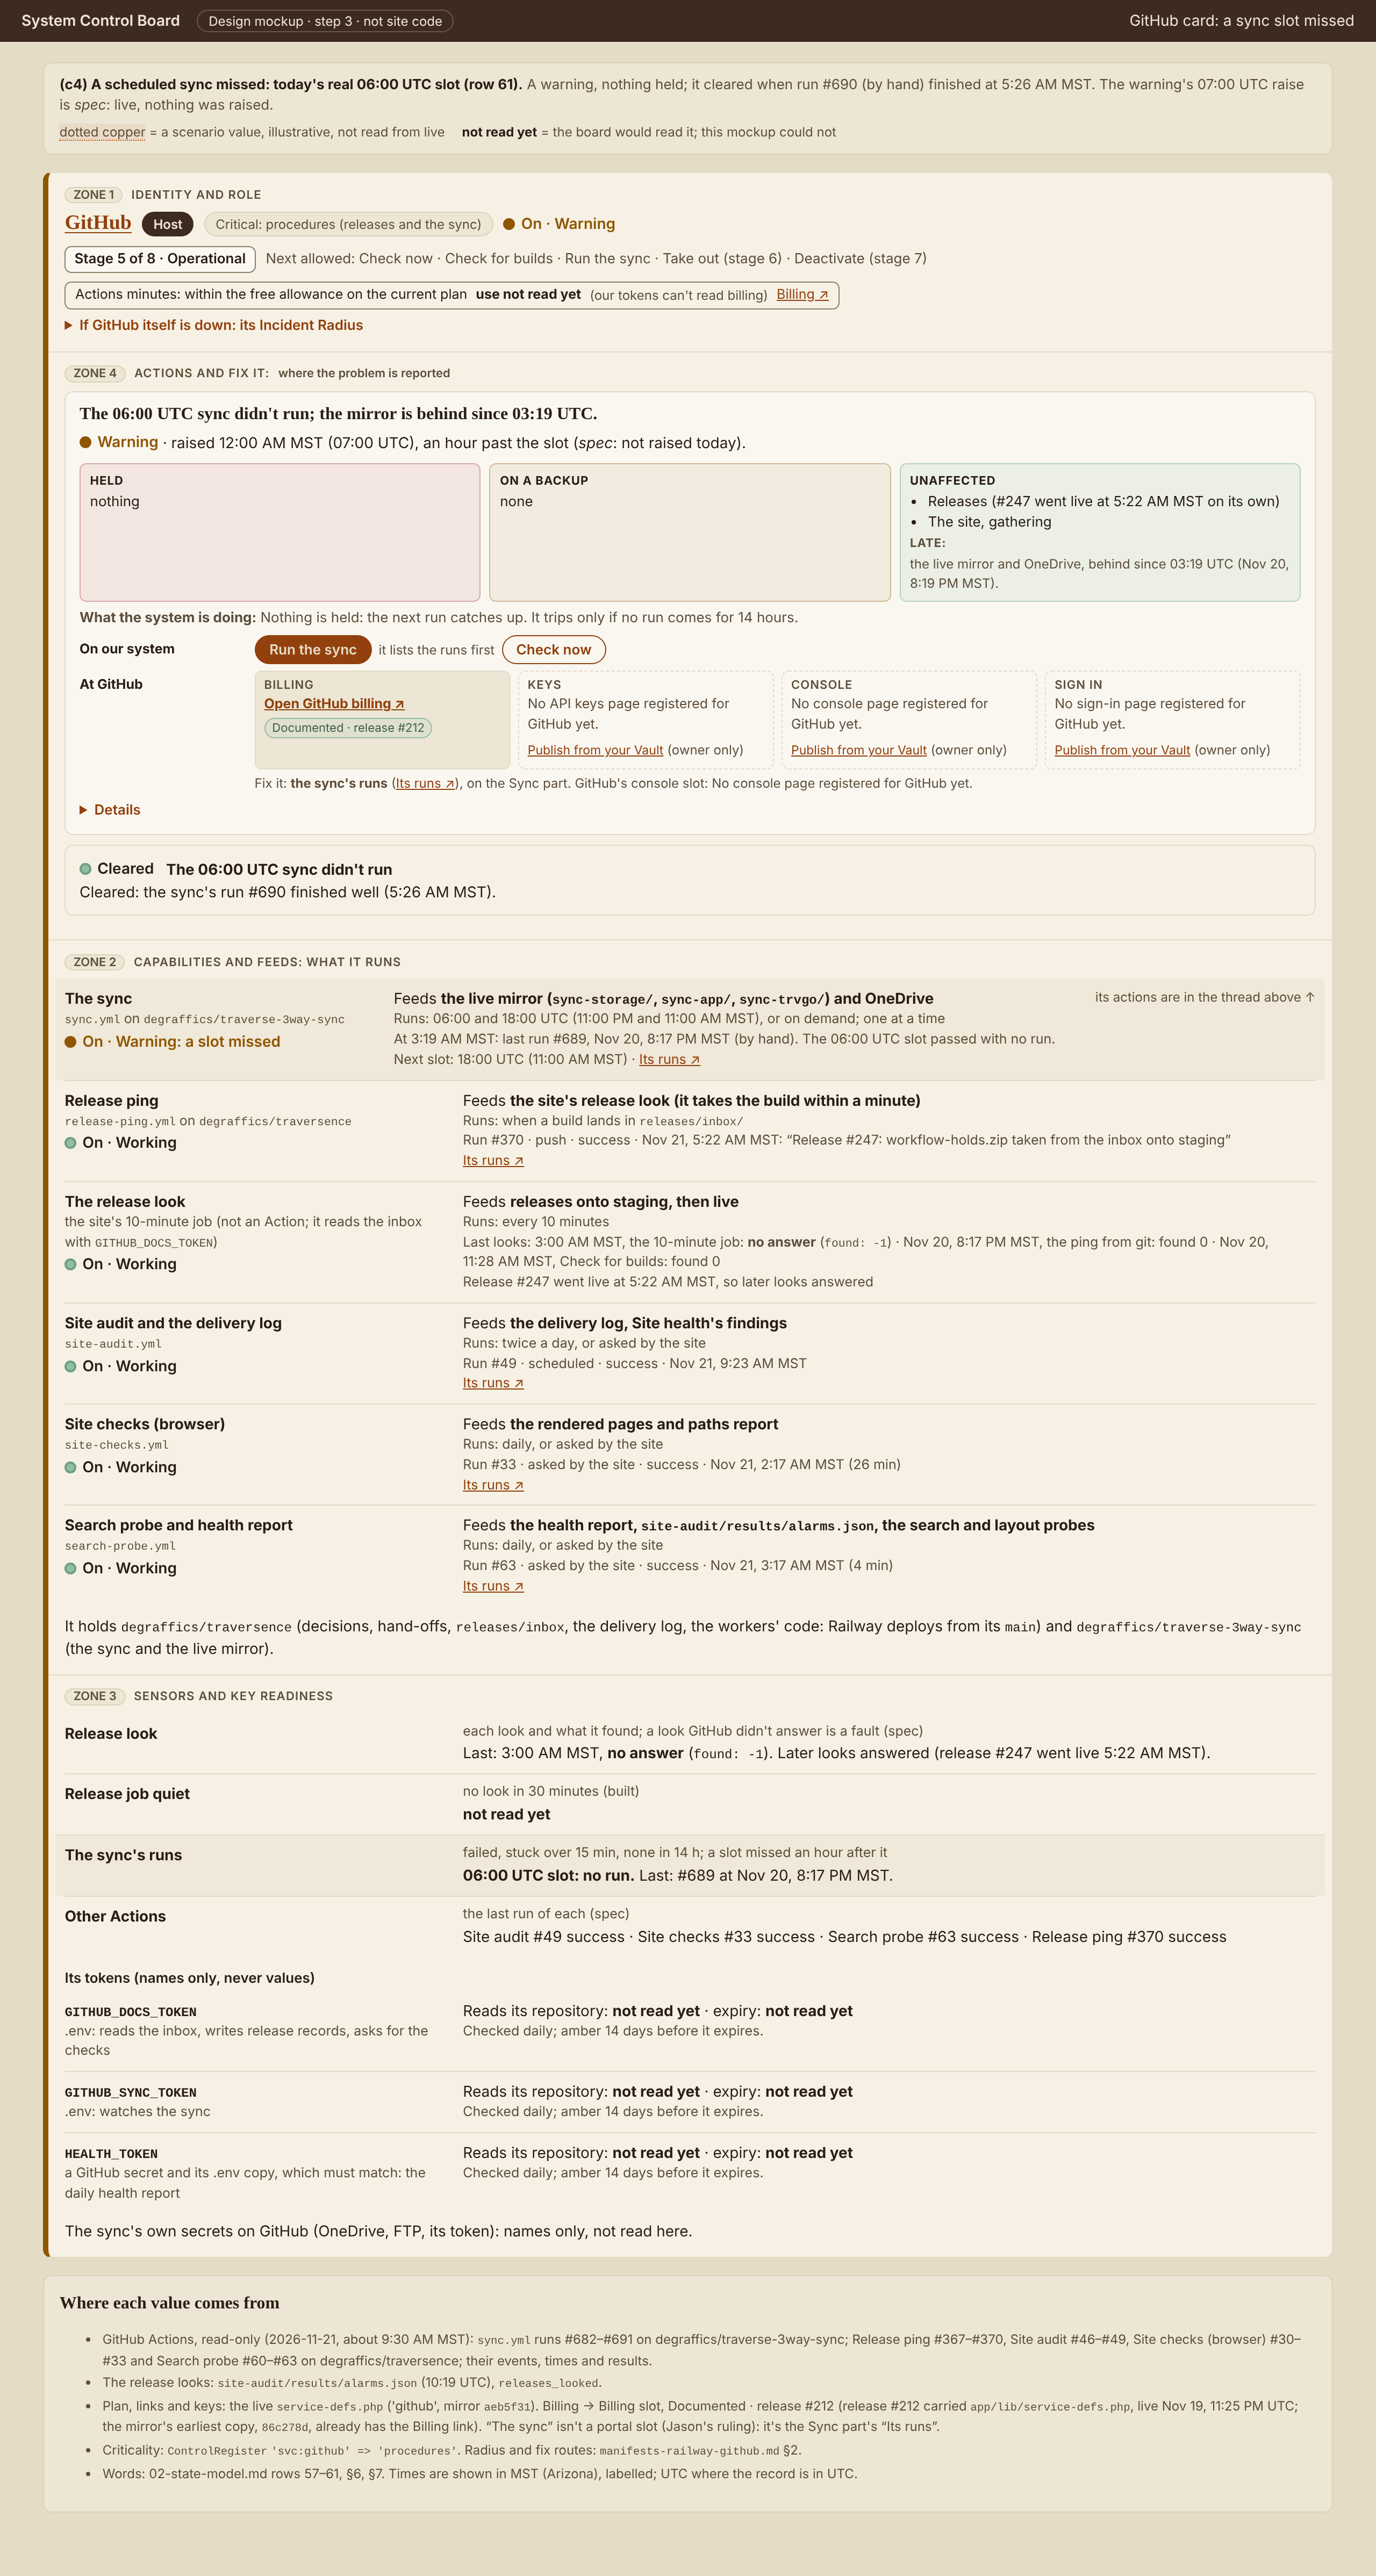 System Control Board
Design mockup · step 3 · not site code
GitHub card: a sync slot missed
(c4) A scheduled sync missed: today's real 06:00 UTC slot (row 61). A warning, nothing held; it cleared when run #690 (by hand) finished at 5:26 AM MST. The warning's 07:00 UTC raise
is spec: live, nothing was raised.
dotted copper = a scenario value, illustrative, not read from live not read yet = the board would read it; this mockup could not
ZONE 1 IDENTITY AND ROLE
GitHub Host Critical: procedures (releases and the sync) On · Warning
Stage 5 of 8 · Operational Next allowed: Check now · Check for builds · Run the sync · Take out (stage 6) · Deactivate (stage 7)
Actions minutes: within the free allowance on the current plan use not read yet (our tokens can't read billing) Billing ↗
▶ If GitHub itself is down: its Incident Radius
ZONE 4 ACTIONS AND FIX IT: where the problem is reported
The 06:00 UTC sync didn't run; the mirror is behind since 03:19 UTC.
Warning · raised 12:00 AM MST (07:00 UTC), an hour past the slot (spec: not raised today).
HELD
nothing
ON A BACKUP
none
UNAFFECTED
• Releases (#247 went live at 5:22 AM MST on its own)
• The site, gathering
LATE:
the live mirror and OneDrive, behind since 03:19 UTC (Nov 20,
8:19 PM MST).
What the system is doing: Nothing is held: the next run catches up. It trips only if no run comes for 14 hours.
On our system Run the sync it lists the runs first Check now
At GitHub
BILLING
Open GitHub billing ↗
Documented · release #212
KEYS
No API keys page registered for
GitHub yet.
Publish from your Vault (owner only)
CONSOLE
No console page registered for
GitHub yet.
Publish from your Vault (owner only)
SIGN IN
No sign-in page registered for
GitHub yet.
Publish from your Vault (owner only)
Fix it: the sync's runs (Its runs ↗), on the Sync part. GitHub's console slot: No console page registered for GitHub yet.
▶ Details
Cleared The 06:00 UTC sync didn't run
Cleared: the sync's run #690 finished well (5:26 AM MST).
ZONE 2 CAPABILITIES AND FEEDS: WHAT IT RUNS
The sync
sync.yml on degraffics/traverse-3way-sync
On · Warning: a slot missed
Feeds the live mirror (sync-storage/, sync-app/, sync-trvgo/) and OneDrive
Runs: 06:00 and 18:00 UTC (11:00 PM and 11:00 AM MST), or on demand; one at a time
At 3:19 AM MST: last run #689, Nov 20, 8:17 PM MST (by hand). The 06:00 UTC slot passed with no run.
Next slot: 18:00 UTC (11:00 AM MST) · Its runs ↗
its actions are in the thread above ↑
Release ping
release-ping.yml on degraffics/traversence
On · Working
Feeds the site's release look (it takes the build within a minute)
Runs: when a build lands in releases/inbox/
Run #370 · push · success · Nov 21, 5:22 AM MST: “Release #247: workflow-holds.zip taken from the inbox onto staging”
Its runs ↗
The release look
the site's 10-minute job (not an Action; it reads the inbox
with GITHUB_DOCS_TOKEN)
On · Working
Feeds releases onto staging, then live
Runs: every 10 minutes
Last looks: 3:00 AM MST, the 10-minute job: no answer (found: -1) · Nov 20, 8:17 PM MST, the ping from git: found 0 · Nov 20,
11:28 AM MST, Check for builds: found 0
Release #247 went live at 5:22 AM MST, so later looks answered
Site audit and the delivery log
site-audit.yml
On · Working
Feeds the delivery log, Site health's findings
Runs: twice a day, or asked by the site
Run #49 · scheduled · success · Nov 21, 9:23 AM MST
Its runs ↗
Site checks (browser)
site-checks.yml
On · Working
Feeds the rendered pages and paths report
Runs: daily, or asked by the site
Run #33 · asked by the site · success · Nov 21, 2:17 AM MST (26 min)
Its runs ↗
Search probe and health report
search-probe.yml
On · Working
Feeds the health report, site-audit/results/alarms.json, the search and layout probes
Runs: daily, or asked by the site
Run #63 · asked by the site · success · Nov 21, 3:17 AM MST (4 min)
Its runs ↗
It holds degraffics/traversence (decisions, hand-offs, releases/inbox, the delivery log, the workers' code: Railway deploys from its main) and degraffics/traverse-3way-sync
(the sync and the live mirror).
ZONE 3 SENSORS AND KEY READINESS
Release look
each look and what it found; a look GitHub didn't answer is a fault (spec)
Last: 3:00 AM MST, no answer (found: -1). Later looks answered (release #247 went live 5:22 AM MST).
Release job quiet
no look in 30 minutes (built)
not read yet
The sync's runs
failed, stuck over 15 min, none in 14 h; a slot missed an hour after it
06:00 UTC slot: no run. Last: #689 at Nov 20, 8:17 PM MST.
Other Actions
the last run of each (spec)
Site audit #49 success · Site checks #33 success · Search probe #63 success · Release ping #370 success
Its tokens (names only, never values)
GITHUB_DOCS_TOKEN
.env: reads the inbox, writes release records, asks for the
checks
Reads its repository: not read yet · expiry: not read yet
Checked daily; amber 14 days before it expires.
GITHUB_SYNC_TOKEN
.env: watches the sync
Reads its repository: not read yet · expiry: not read yet
Checked daily; amber 14 days before it expires.
HEALTH_TOKEN
a GitHub secret and its .env copy, which must match: the
daily health report
Reads its repository: not read yet · expiry: not read yet
Checked daily; amber 14 days before it expires.
The sync's own secrets on GitHub (OneDrive, FTP, its token): names only, not read here.
Where each value comes from
• GitHub Actions, read-only (2026-11-21, about 9:30 AM MST): sync.yml runs #682–#691 on degraffics/traverse-3way-sync; Release ping #367–#370, Site audit #46–#49, Site checks (browser) #30–
#33 and Search probe #60–#63 on degraffics/traversence; their events, times and results.
• The release looks: site-audit/results/alarms.json (10:19 UTC), releases_looked.
• Plan, links and keys: the live service-defs.php ('github', mirror aeb5f31). Billing → Billing slot, Documented · release #212 (release #212 carried app/lib/service-defs.php, live Nov 19, 11:25 PM UTC;
the mirror's earliest copy, 86c278d, already has the Billing link). “The sync” isn't a portal slot (Jason's ruling): it's the Sync part's “Its runs”.
• Criticality: ControlRegister 'svc:github' => 'procedures'. Radius and fix routes: manifests-railway-github.md §2.
• Words: 02-state-model.md rows 57–61, §6, §7. Times are shown in MST (Arizona), labelled; UTC where the record is in UTC.